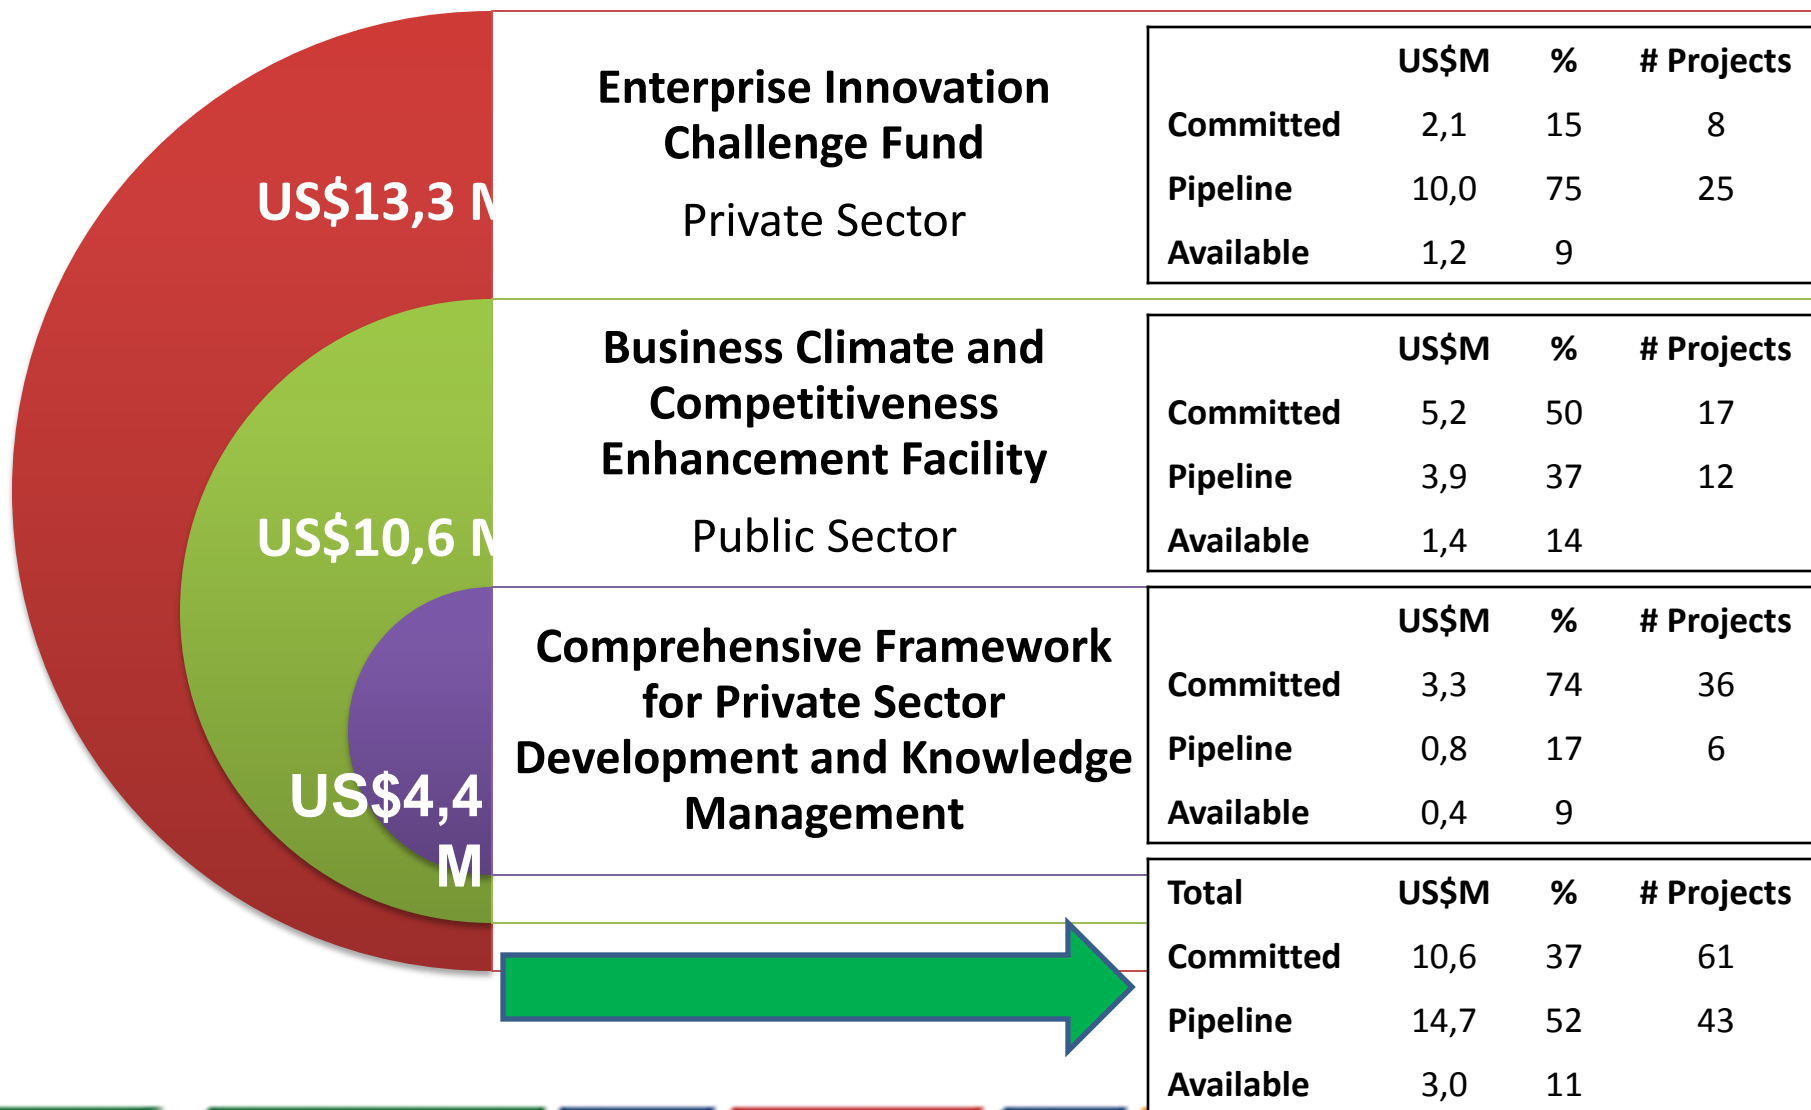 US$13,3 M
Enterprise Innovation
Challenge Fund
Private Sector
US$M % # Projects
Committed 2,1 15 8
Pipeline 10,0 75 25
Available 1,2 9
US$10,6 M
Business Climate and
Competitiveness
Enhancement Facility
Public Sector
US$M % # Projects
Committed 5,2 50 17
Pipeline 3,9 37 12
Available 1,4 14
US$4,4
M
Comprehensive Framework
for Private Sector
Development and Knowledge
Management
US$M % # Projects
Committed 3,3 74 36
Pipeline 0,8 17 6
Available 0,4 9
Total US$M % # Projects
Committed 10,6 37 61
Pipeline 14,7 52 43
Available 3,0 11